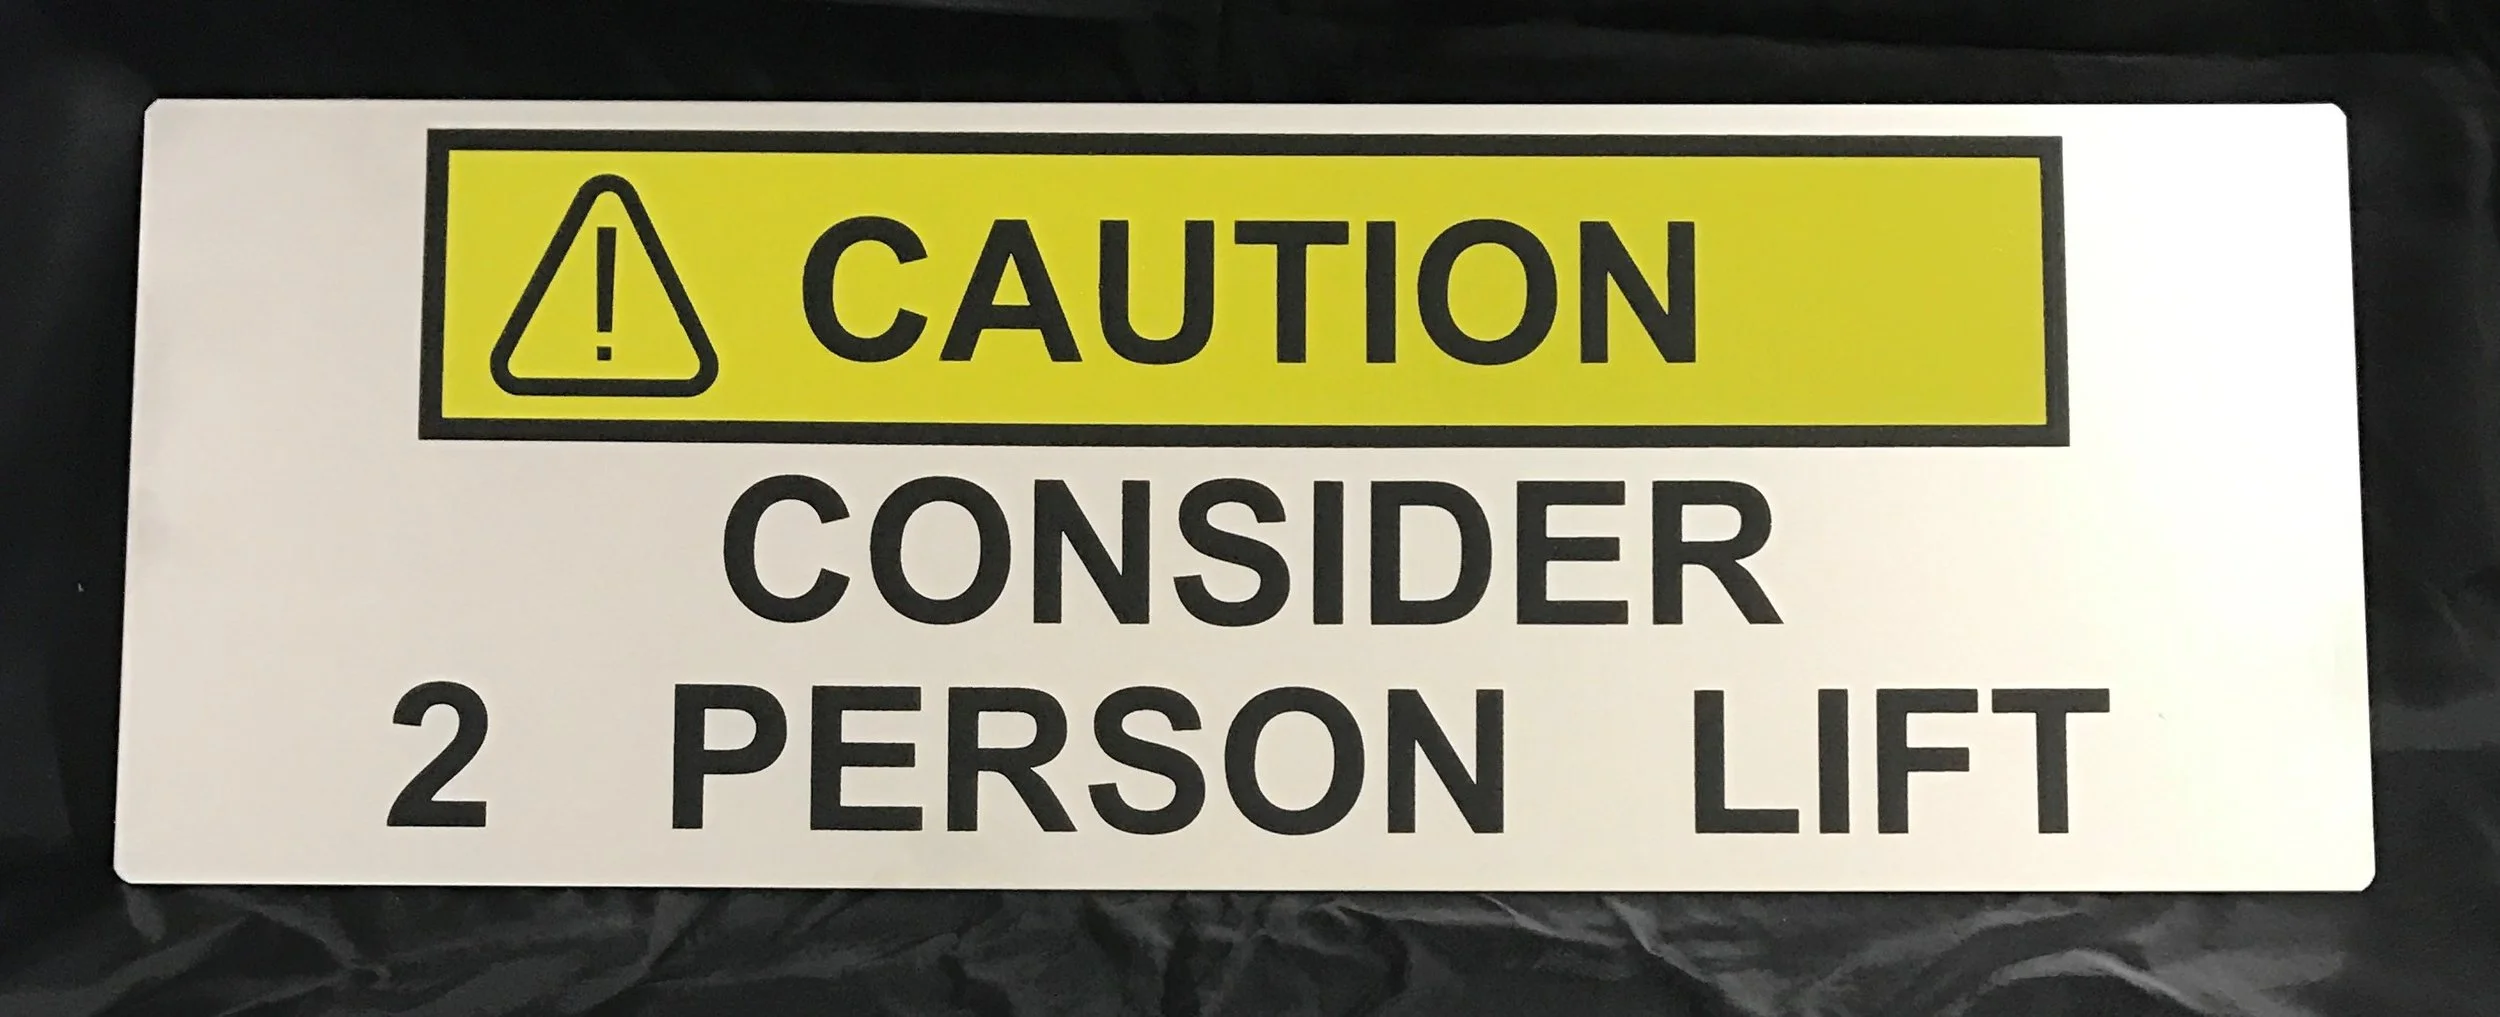 CAUTION
CONSIDER
2 PERSON LIFT